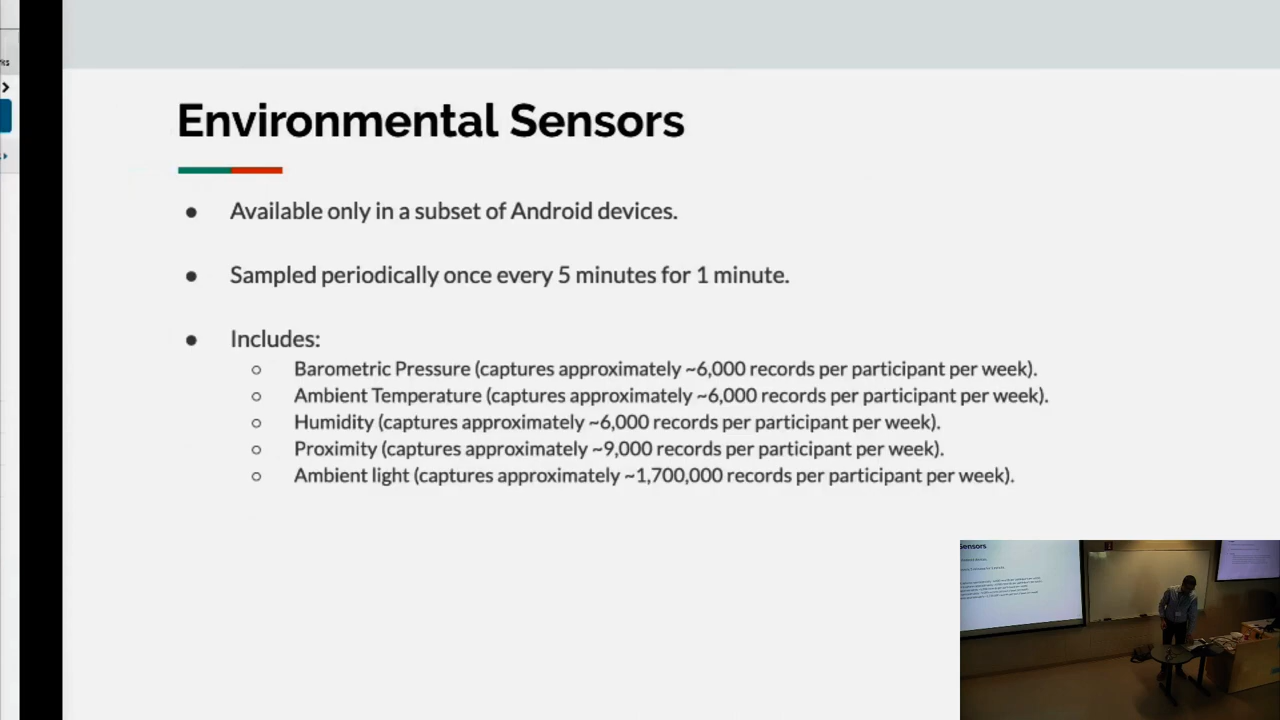 Environmental Sensors
● Available only in a subset of Android devices.
● Sampled periodically once every 5 minutes for 1 minute.
● Includes:
○ Barometric Pressure (captures approximately ~6,000 records per participant per week).
○ Ambient Temperature (captures approximately ~6,000 records per participant per week).
○ Humidity (captures approximately ~6,000 records per participant per week).
○ Proximity (captures approximately ~9,000 records per participant per week).
○ Ambient light (captures approximately ~1,700,000 records per participant per week).
Sensors